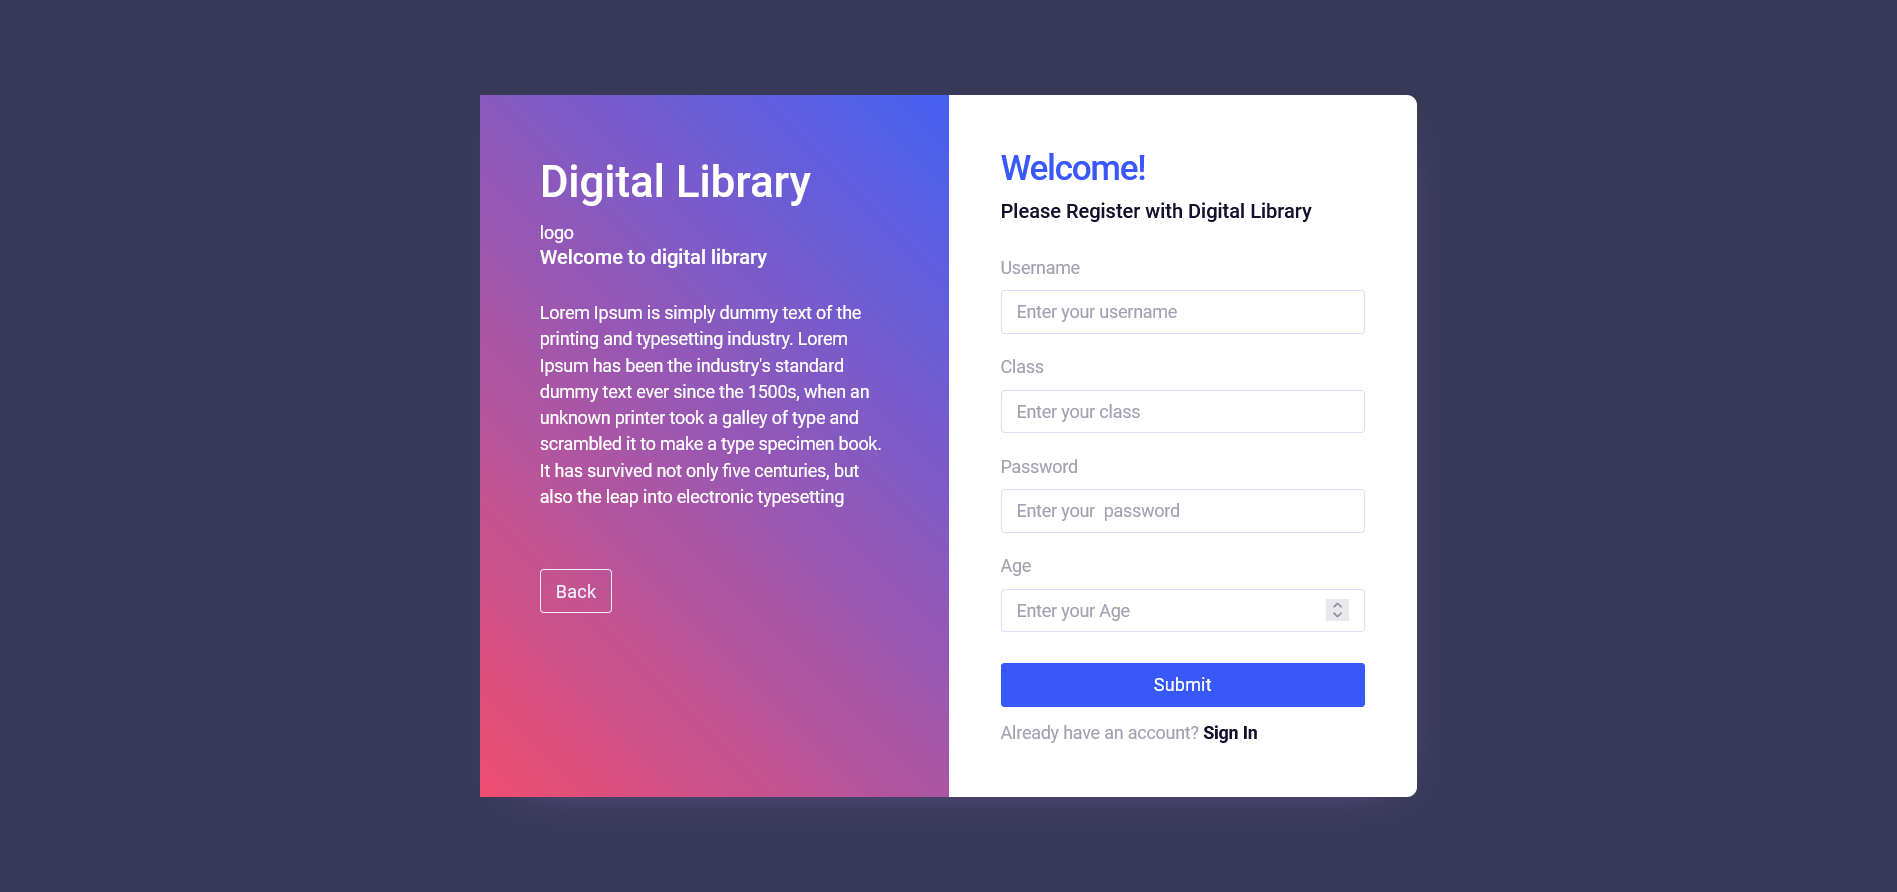 Digital Library
logo
Welcome to digital library
Lorem Ipsum is simply dummy text of the
printing and typesetting industry. Lorem
Ipsum has been the industry's standard
dummy text ever since the 1500s, when an
unknown printer took a galley of type and
scrambled it to make a type specimen book.
It has survived not only five centuries, but
also the leap into electronic typesetting
Back
Welcome!
Please Register with Digital Library
Username
Enter your username
Class
Enter your class
Password
Enter your  password
Age
Enter your Age
Submit
Already have an account? Sign In